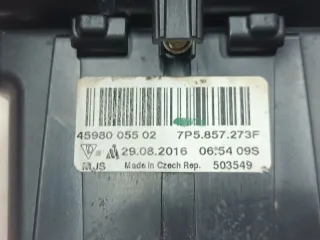 45980 055 02 7P5.857.273F
29.08.2016 06:54 09S
MJS Made in Czech Rep. 503549